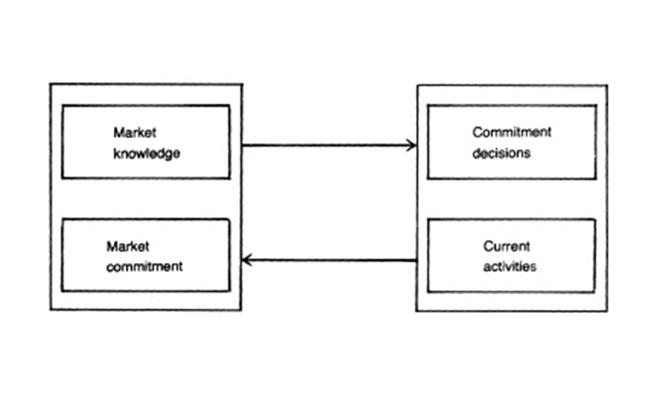 Market
knowledge
Commitment
decisions
Market
commitment
Current
activities